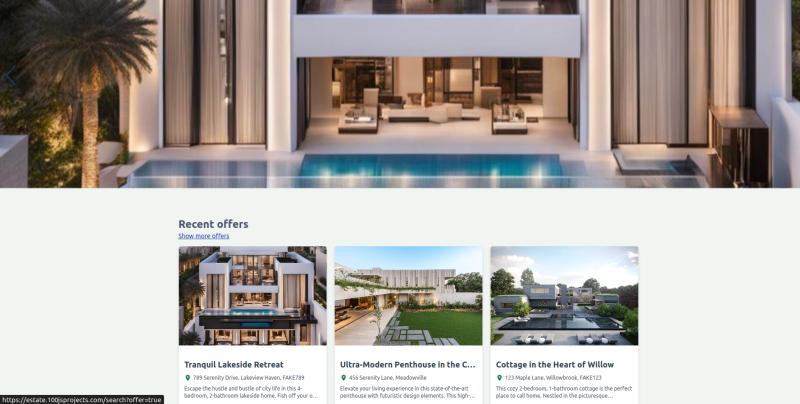 Recent offers
Show more offers
Tranquil Lakeside Retreat
789 Serenity Drive, Lakeview Haven, FAKE789
Escape the hustle and bustle of city life in this 4-
bedroom, 2-bathroom lakeside home. Fish off your o...
Ultra-Modern Penthouse in the C...
456 Serenity Lane, Meadowville
Elevate your living experience in this state-of-the-art
penthouse with futuristic design elements. This high-...
Cottage in the Heart of Willow
123 Maple Lane, Willowbrook, FAKE123
This cozy 2-bedroom, 1-bathroom cottage is the perfect
place to call home. Nestled in the picturesque...
https://estate.100jsprojects.com/search?offer=true